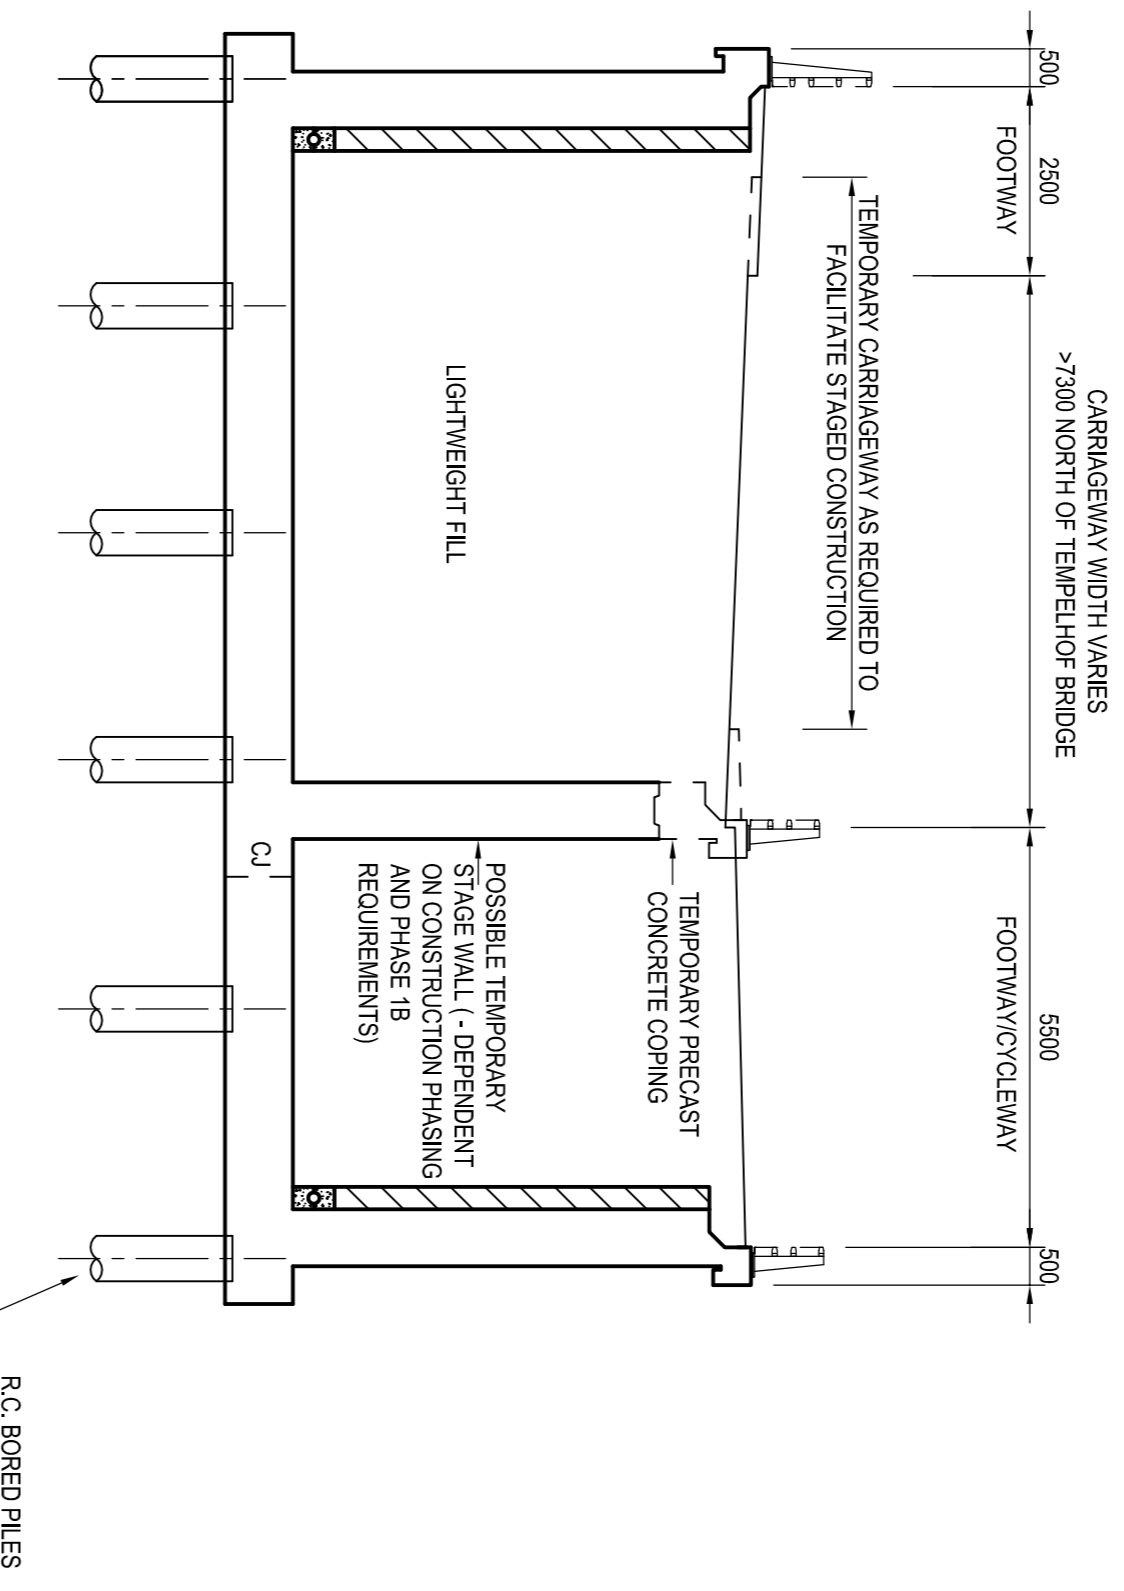 500
2500
FOOTWAY
CARRIAGEWAY WIDTH VARIES
>7300 NORTH OF TEMPELHOF BRIDGE
5500
FOOTWAY/CYCLEWAY
500
TEMPORARY CARRIAGEWAY AS REQUIRED TO
FACILITATE STAGED CONSTRUCTION
LIGHTWEIGHT FILL
TEMPORARY PRECAST
CONCRETE COPING
POSSIBLE TEMPORARY
STAGE WALL ( - DEPENDENT
ON CONSTRUCTION PHASING
AND PHASE 1B
REQUIREMENTS)
CJ
R.C. BORED PILES